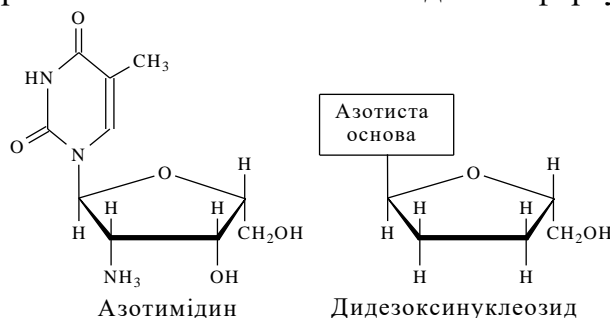 O
CH₃
HN
O
N
O
H
H
H
H
CH₂OH
NH₃
OH
Азотимідин
Азотиста
основа
O
H
H
H
H
CH₂OH
H
H
Дидезоксинуклеозид